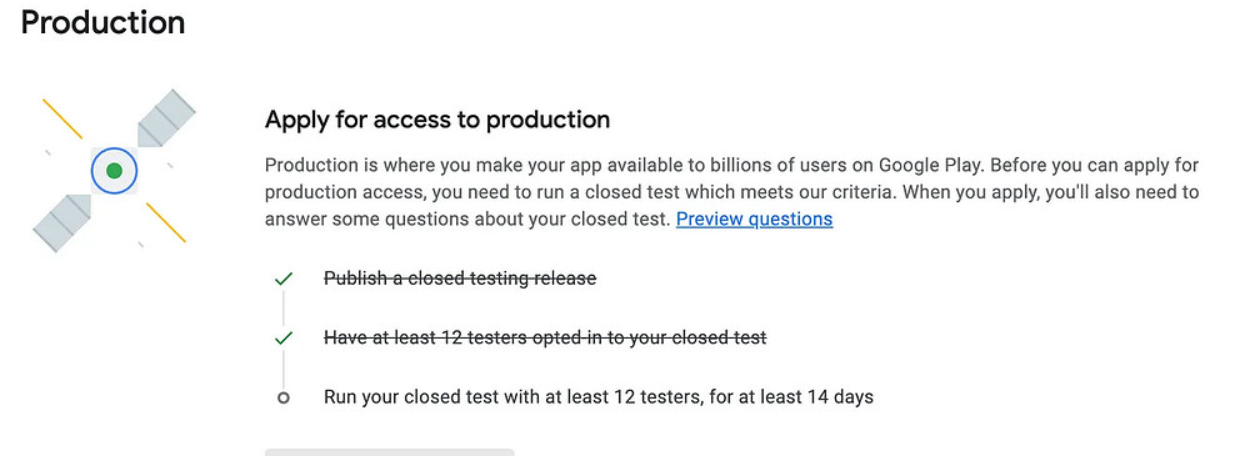 Production
Apply for access to production
Production is where you make your app available to billions of users on Google Play. Before you can apply for
production access, you need to run a closed test which meets our criteria. When you apply, you'll also need to
answer some questions about your closed test. Preview questions
Publish a closed testing release
Have at least 12 testers opted-in to your closed test
Run your closed test with at least 12 testers, for at least 14 days